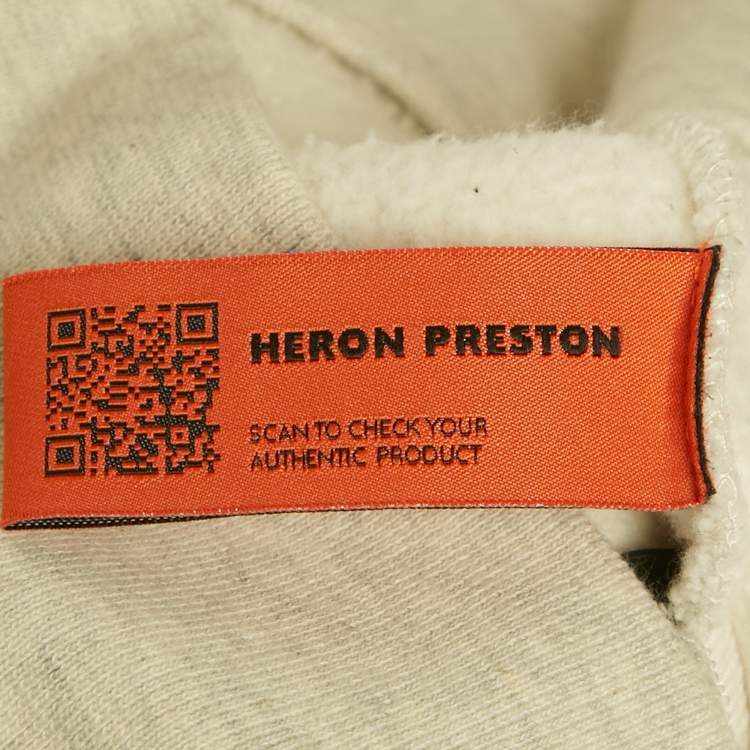 HERON PRESTON
SCAN TO CHECK YOUR
AUTHENTIC PRODUCT